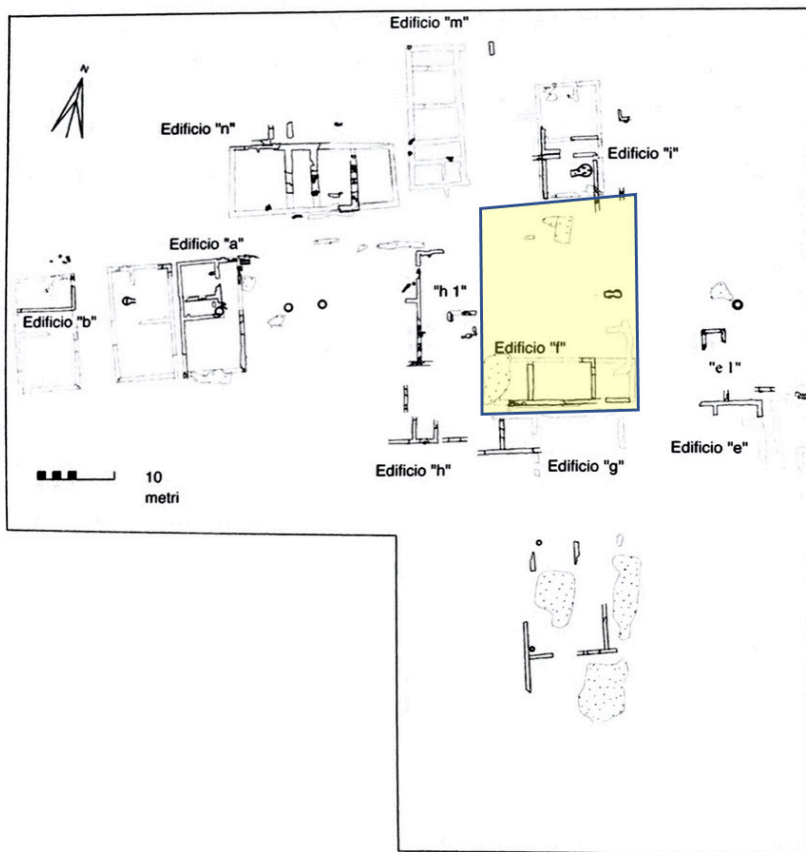 Edificio "m"
N
Edificio "n"
Edificio "i"
Edificio "a"
"h 1"
Edificio "b"
Edificio "f"
"e 1"
Edificio "h"
Edificio "g"
Edificio "e"
10
metri